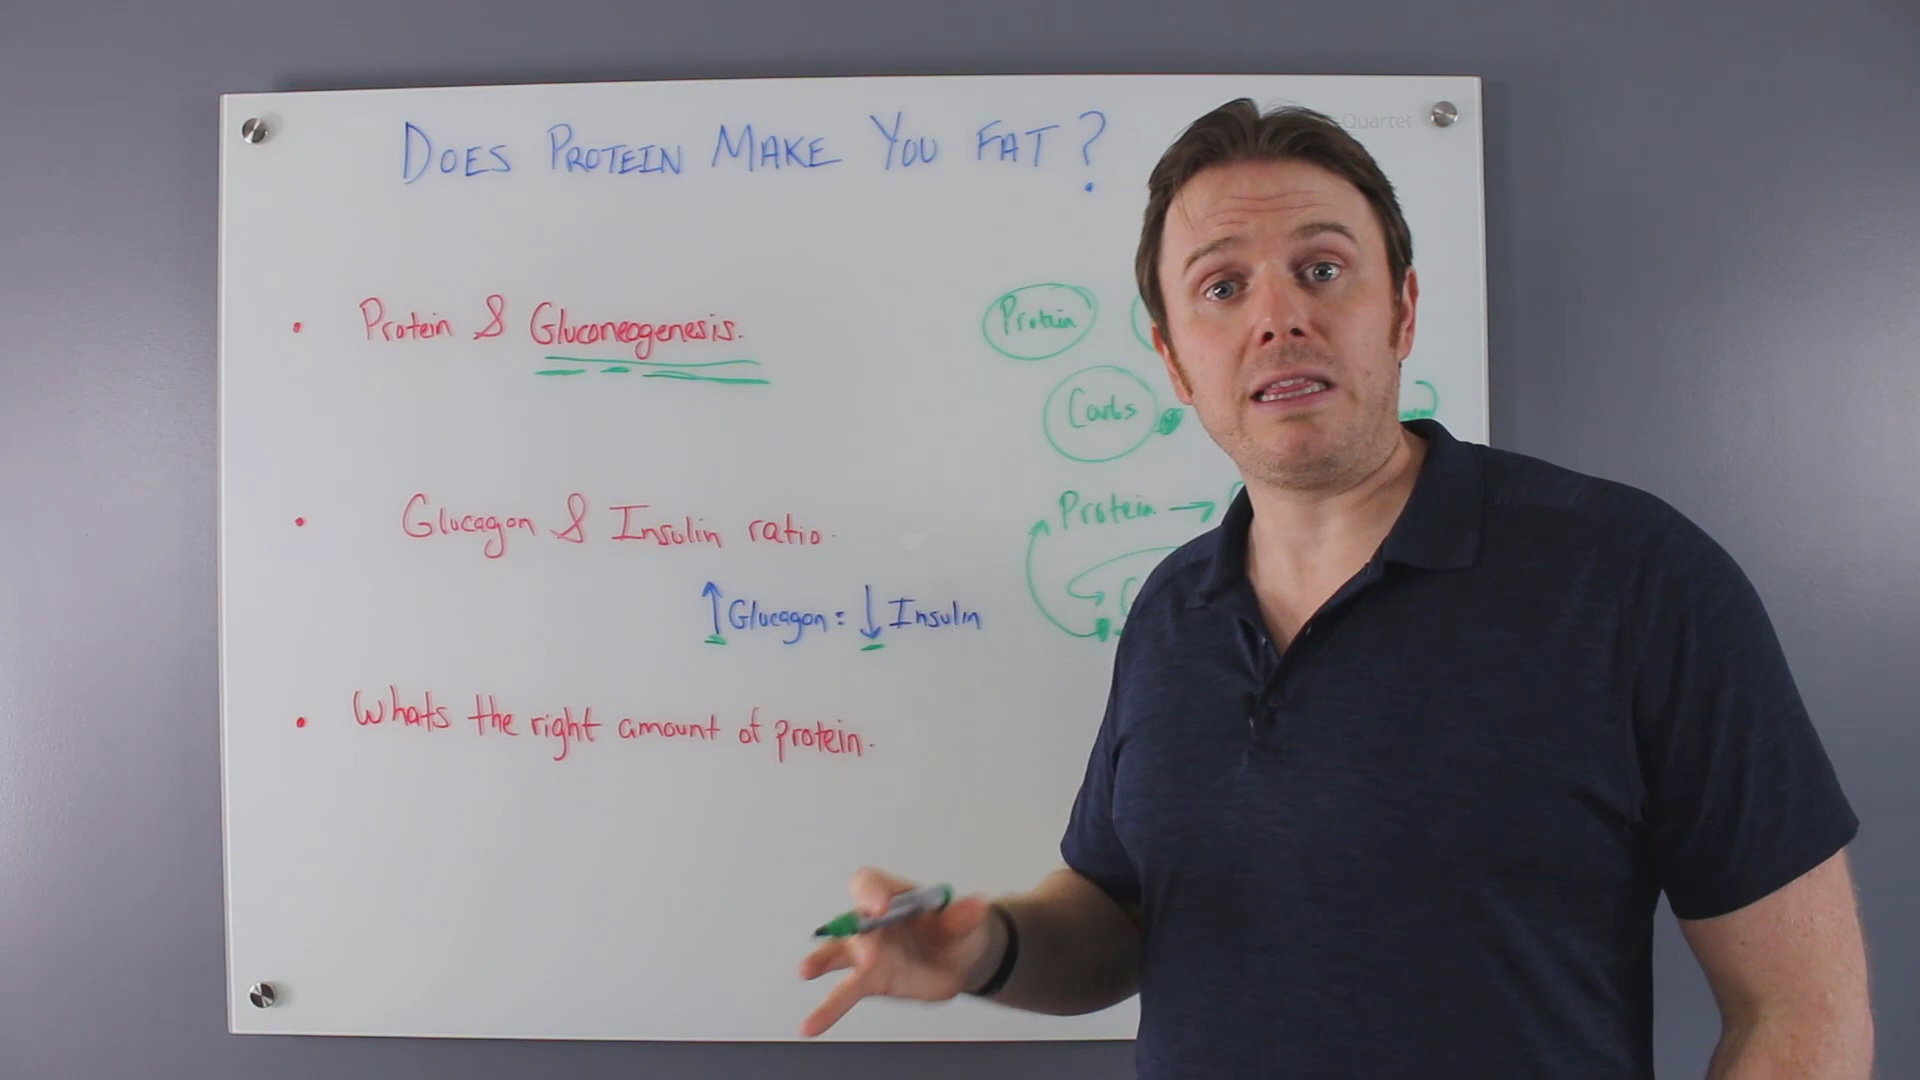 DOES PROTEIN MAKE YOU FAT?
Quartet
• Protein & Gluconeogenesis.
Protein
Carbs
• Glucagon & Insulin ratio.
Protein →
↑ Glucagon = ↓ Insulin
• Whats the right amount of protein.